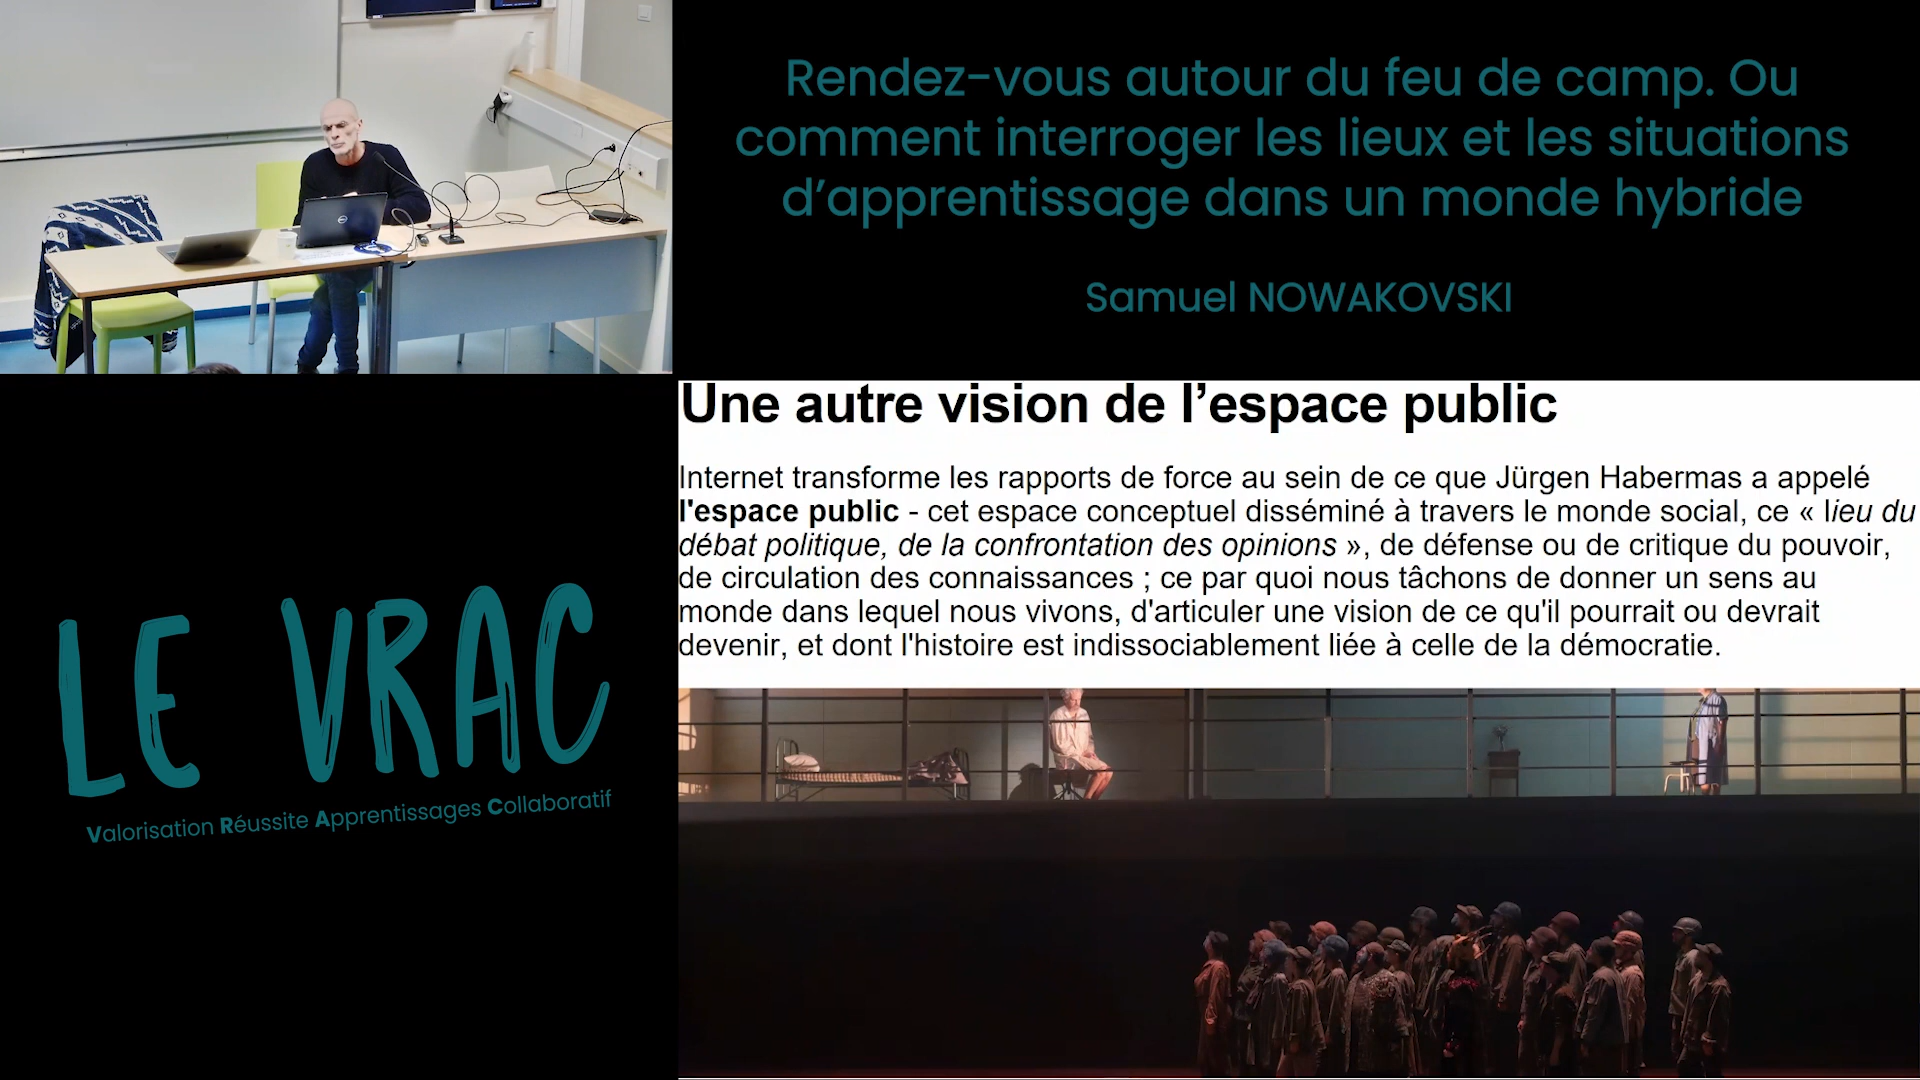 Rendez-vous autour du feu de camp. Ou
comment interroger les lieux et les situations
d’apprentissage dans un monde hybride
Samuel NOWAKOVSKI
Une autre vision de l’espace public
Internet transforme les rapports de force au sein de ce que Jürgen Habermas a appelé
l'espace public - cet espace conceptuel disséminé à travers le monde social, ce « lieu du
débat politique, de la confrontation des opinions », de défense ou de critique du pouvoir,
de circulation des connaissances ; ce par quoi nous tâchons de donner un sens au
monde dans lequel nous vivons, d'articuler une vision de ce qu'il pourrait ou devrait
devenir, et dont l'histoire est indissociablement liée à celle de la démocratie.
LE VRAC
Valorisation Réussite Apprentissages Collaboratif